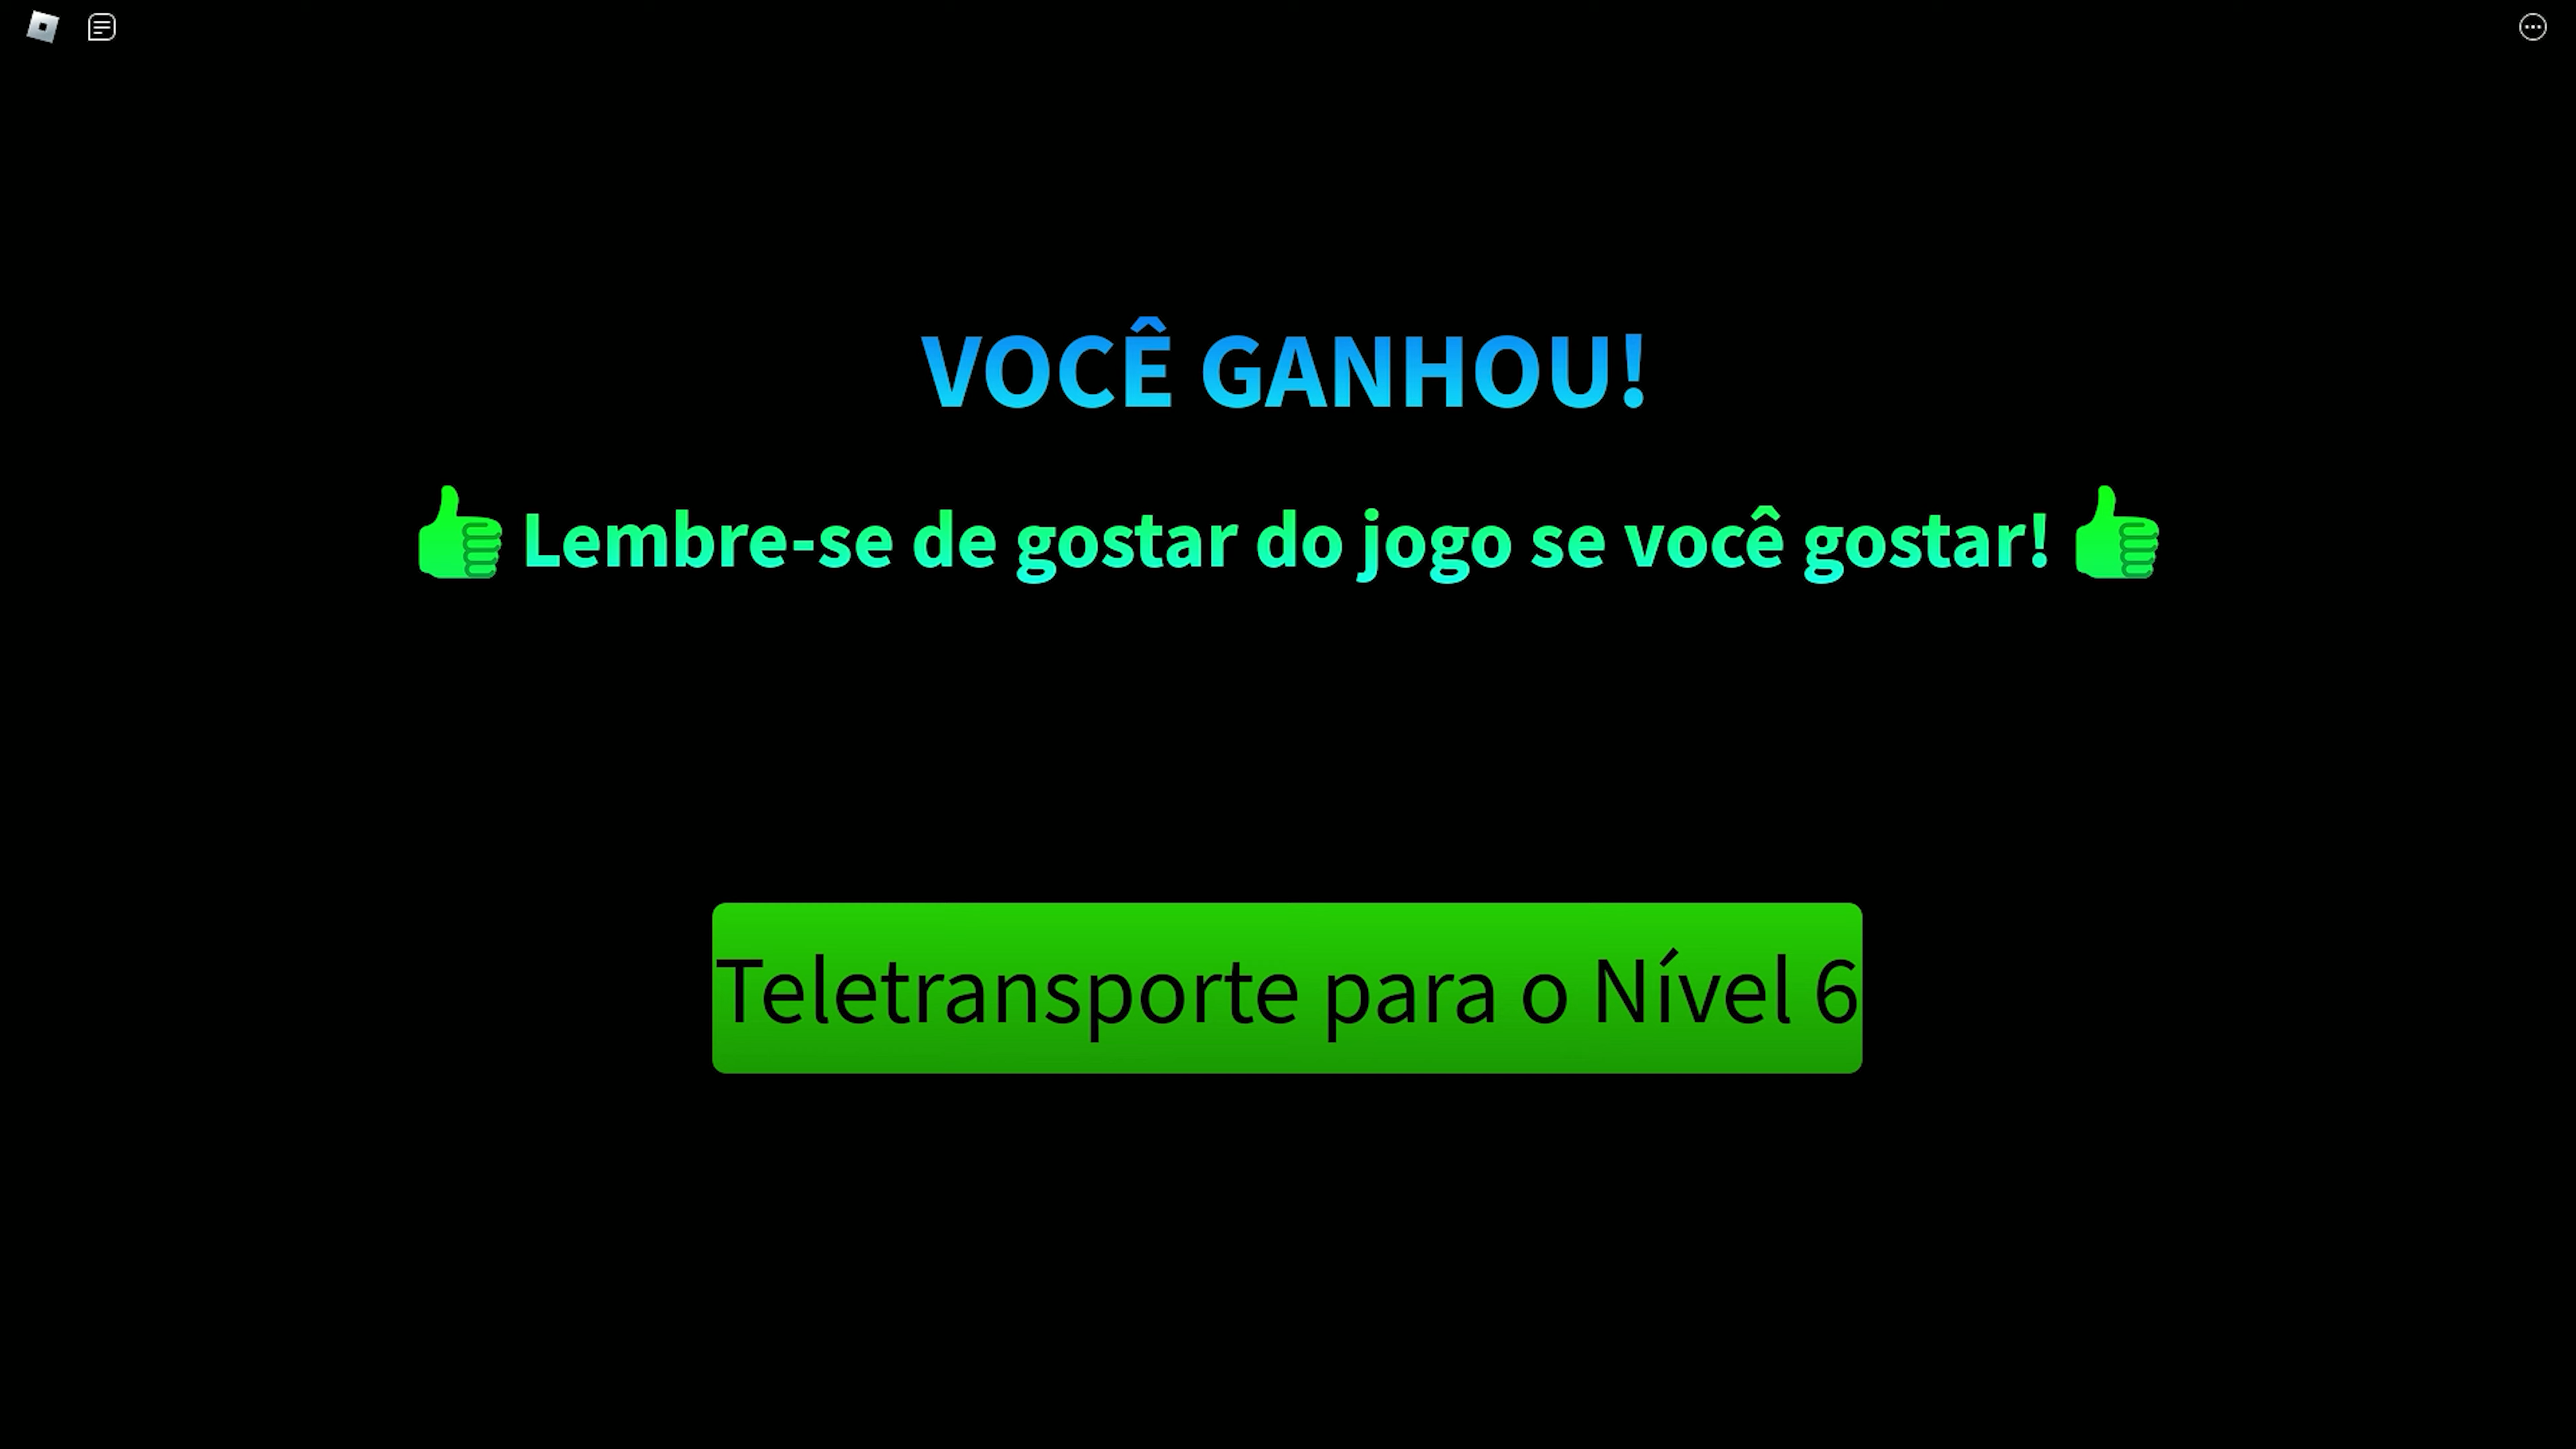 VOCÊ GANHOU!
👍 Lembre-se de gostar do jogo se você gostar! 👍
Teletransporte para o Nível 6